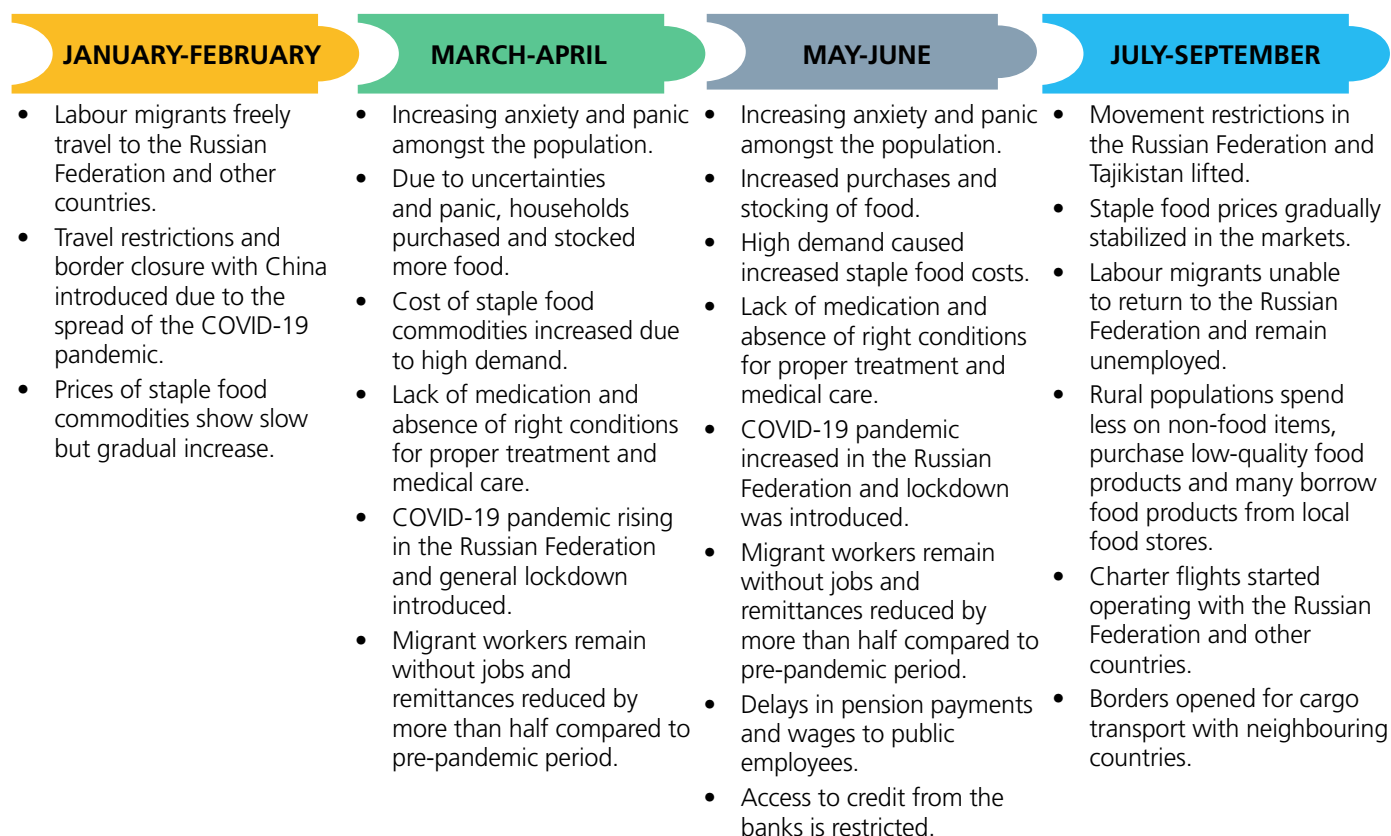 JANUARY-FEBRUARY
• Labour migrants freely
travel to the Russian
Federation and other
countries.
• Travel restrictions and
border closure with China
introduced due to the
spread of the COVID-19
pandemic.
• Prices of staple food
commodities show slow
but gradual increase.
MARCH-APRIL
• Increasing anxiety and panic
amongst the population.
• Due to uncertainties
and panic, households
purchased and stocked
more food.
• Cost of staple food
commodities increased due
to high demand.
• Lack of medication and
absence of right conditions
for proper treatment and
medical care.
• COVID-19 pandemic rising
in the Russian Federation
and general lockdown
introduced.
• Migrant workers remain
without jobs and
remittances reduced by
more than half compared to
pre-pandemic period.
MAY-JUNE
• Increasing anxiety and panic
amongst the population.
• Increased purchases and
stocking of food.
• High demand caused
increased staple food costs.
• Lack of medication and
absence of right conditions
for proper treatment and
medical care.
• COVID-19 pandemic
increased in the Russian
Federation and lockdown
was introduced.
• Migrant workers remain
without jobs and
remittances reduced by
more than half compared to
pre-pandemic period.
• Delays in pension payments
and wages to public
employees.
• Access to credit from the
banks is restricted.
JULY-SEPTEMBER
• Movement restrictions in
the Russian Federation and
Tajikistan lifted.
• Staple food prices gradually
stabilized in the markets.
• Labour migrants unable
to return to the Russian
Federation and remain
unemployed.
• Rural populations spend
less on non-food items,
purchase low-quality food
products and many borrow
food products from local
food stores.
• Charter flights started
operating with the Russian
Federation and other
countries.
• Borders opened for cargo
transport with neighbouring
countries.